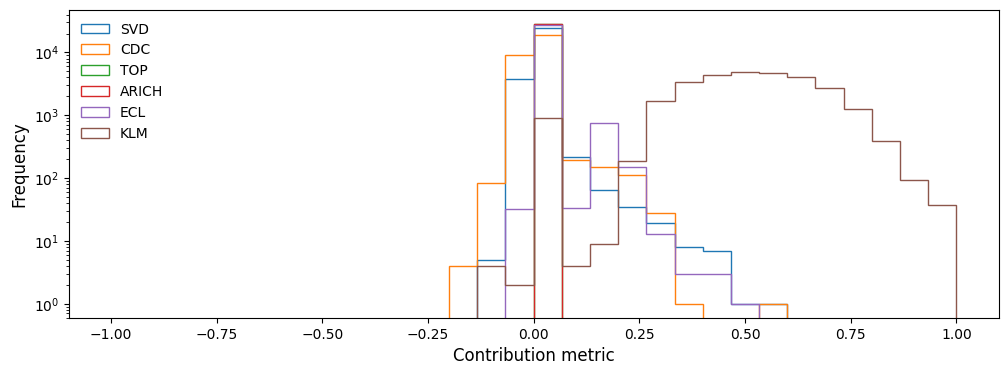 SVD
CDC
TOP
ARICH
ECL
KLM
Frequency
10⁴
10³
10²
10¹
10⁰
−1.00 −0.75 −0.50 −0.25 0.00 0.25 0.50 0.75 1.00
Contribution metric